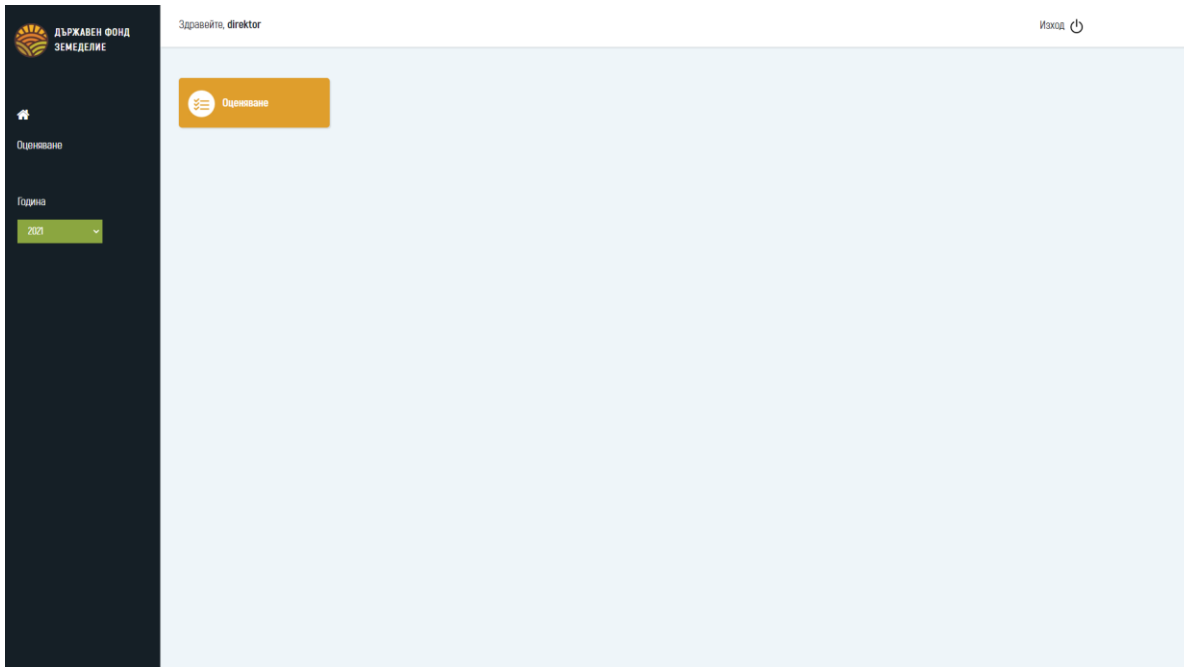 ДЪРЖАВЕН ФОНД
ЗЕМЕДЕЛИЕ
Здравейте, direktor
Изход
Оценяване
Оценяване
Година
2021